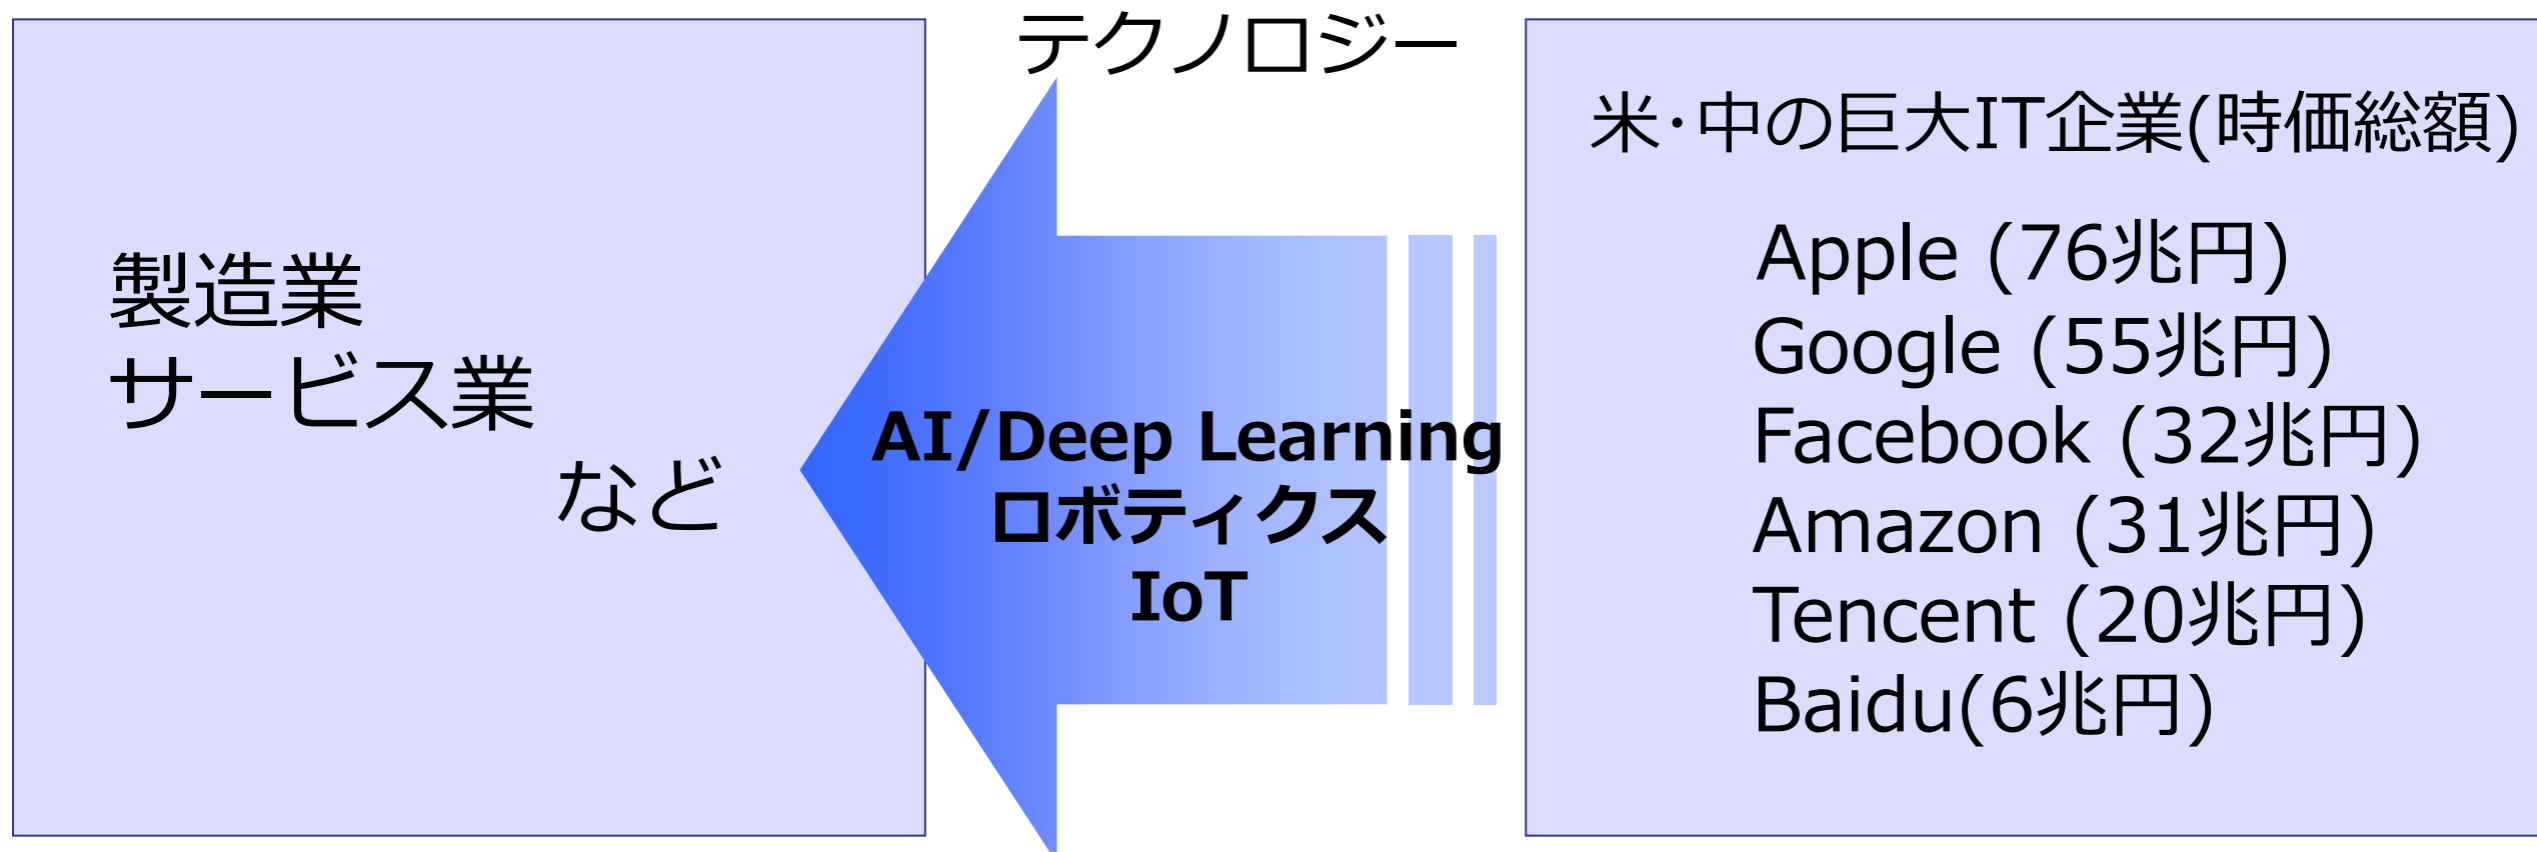 テクノロジー
製造業
サービス業
など
AI/Deep Learning
ロボティクス
IoT
米･中の巨大IT企業(時価総額)
Apple (76兆円)
Google (55兆円)
Facebook (32兆円)
Amazon (31兆円)
Tencent (20兆円)
Baidu(6兆円)